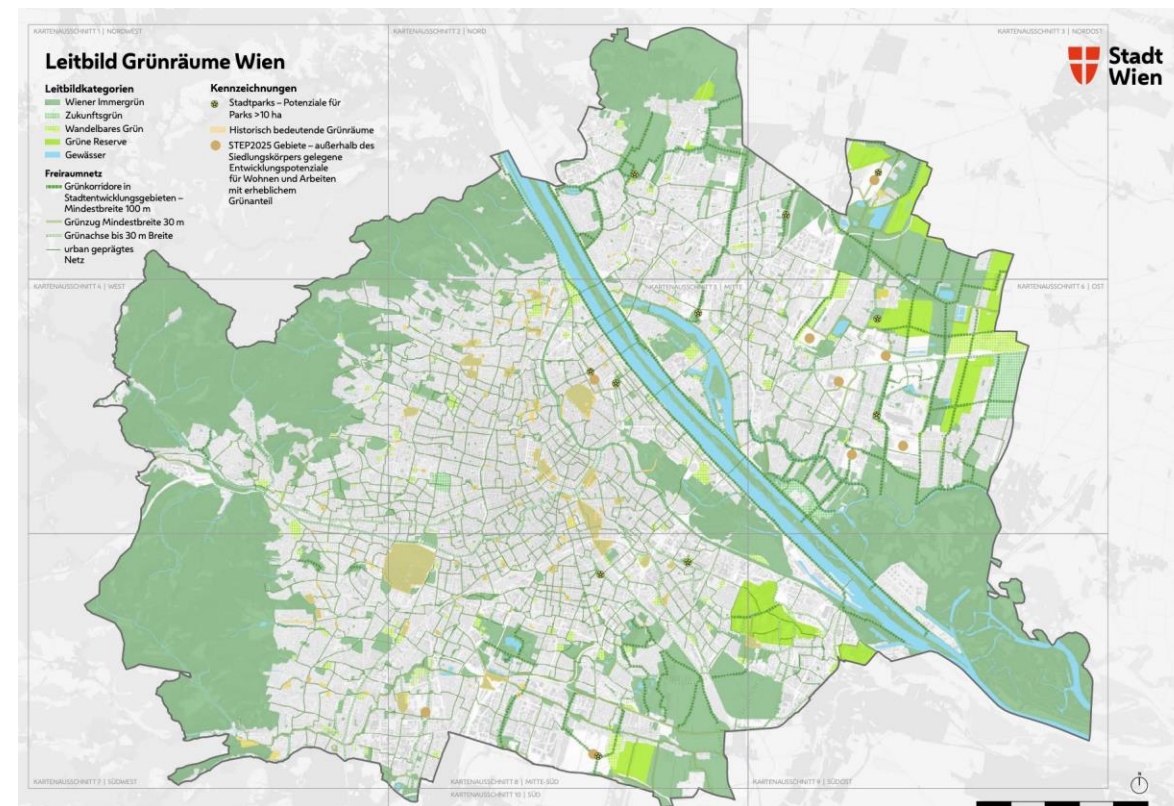 KARTENAUSSCHNITT 1 | NORDWEST
KARTENAUSSCHNITT 2 | NORD
KARTENAUSSCHNITT 3 | NORDOST
Leitbild Grünräume Wien
Stadt
Wien
Leitbildkategorien
Wiener Immergrün
Zukunftsgrün
Wandelbares Grün
Grüne Reserve
Gewässer
Freiraumnetz
Grünkorridore in
Stadtentwicklungsgebieten –
Mindestbreite 100 m
Grünzug Mindestbreite 30 m
Grünachse bis 30 m Breite
urban geprägtes
Netz
Kennzeichnungen
Stadtparks – Potenziale für
Parks >10 ha
Historisch bedeutende Grünräume
STEP2025 Gebiete – außerhalb des
Siedlungskörpers gelegene
Entwicklungspotenziale
für Wohnen und Arbeiten
mit erheblichem
Grünanteil
KARTENAUSSCHNITT 4 | WEST
KARTENAUSSCHNITT 5 | MITTE
KARTENAUSSCHNITT 6 | OST
KARTENAUSSCHNITT 7 | SÜDWEST
KARTENAUSSCHNITT 8 | MITTE-SÜD
KARTENAUSSCHNITT 9 | SÜDOST
KARTENAUSSCHNITT 10 | SÜD